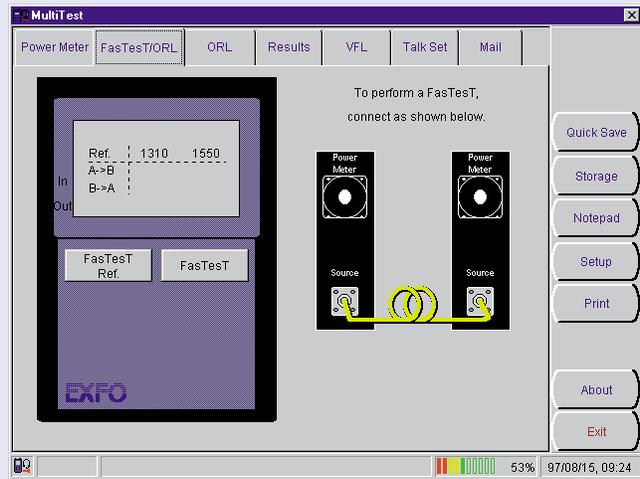 MultiTest
Power Meter FasTesT/ORL ORL Results VFL Talk Set Mail
To perform a FasTesT,
connect as shown below.
Ref. 1310 1550
A->B
B->A
In
Out
FasTesT
Ref.
FasTesT
EXFO
Power
Meter
Power
Meter
Source
Source
Quick Save
Storage
Notepad
Setup
Print
About
Exit
53% 97/08/15, 09:24